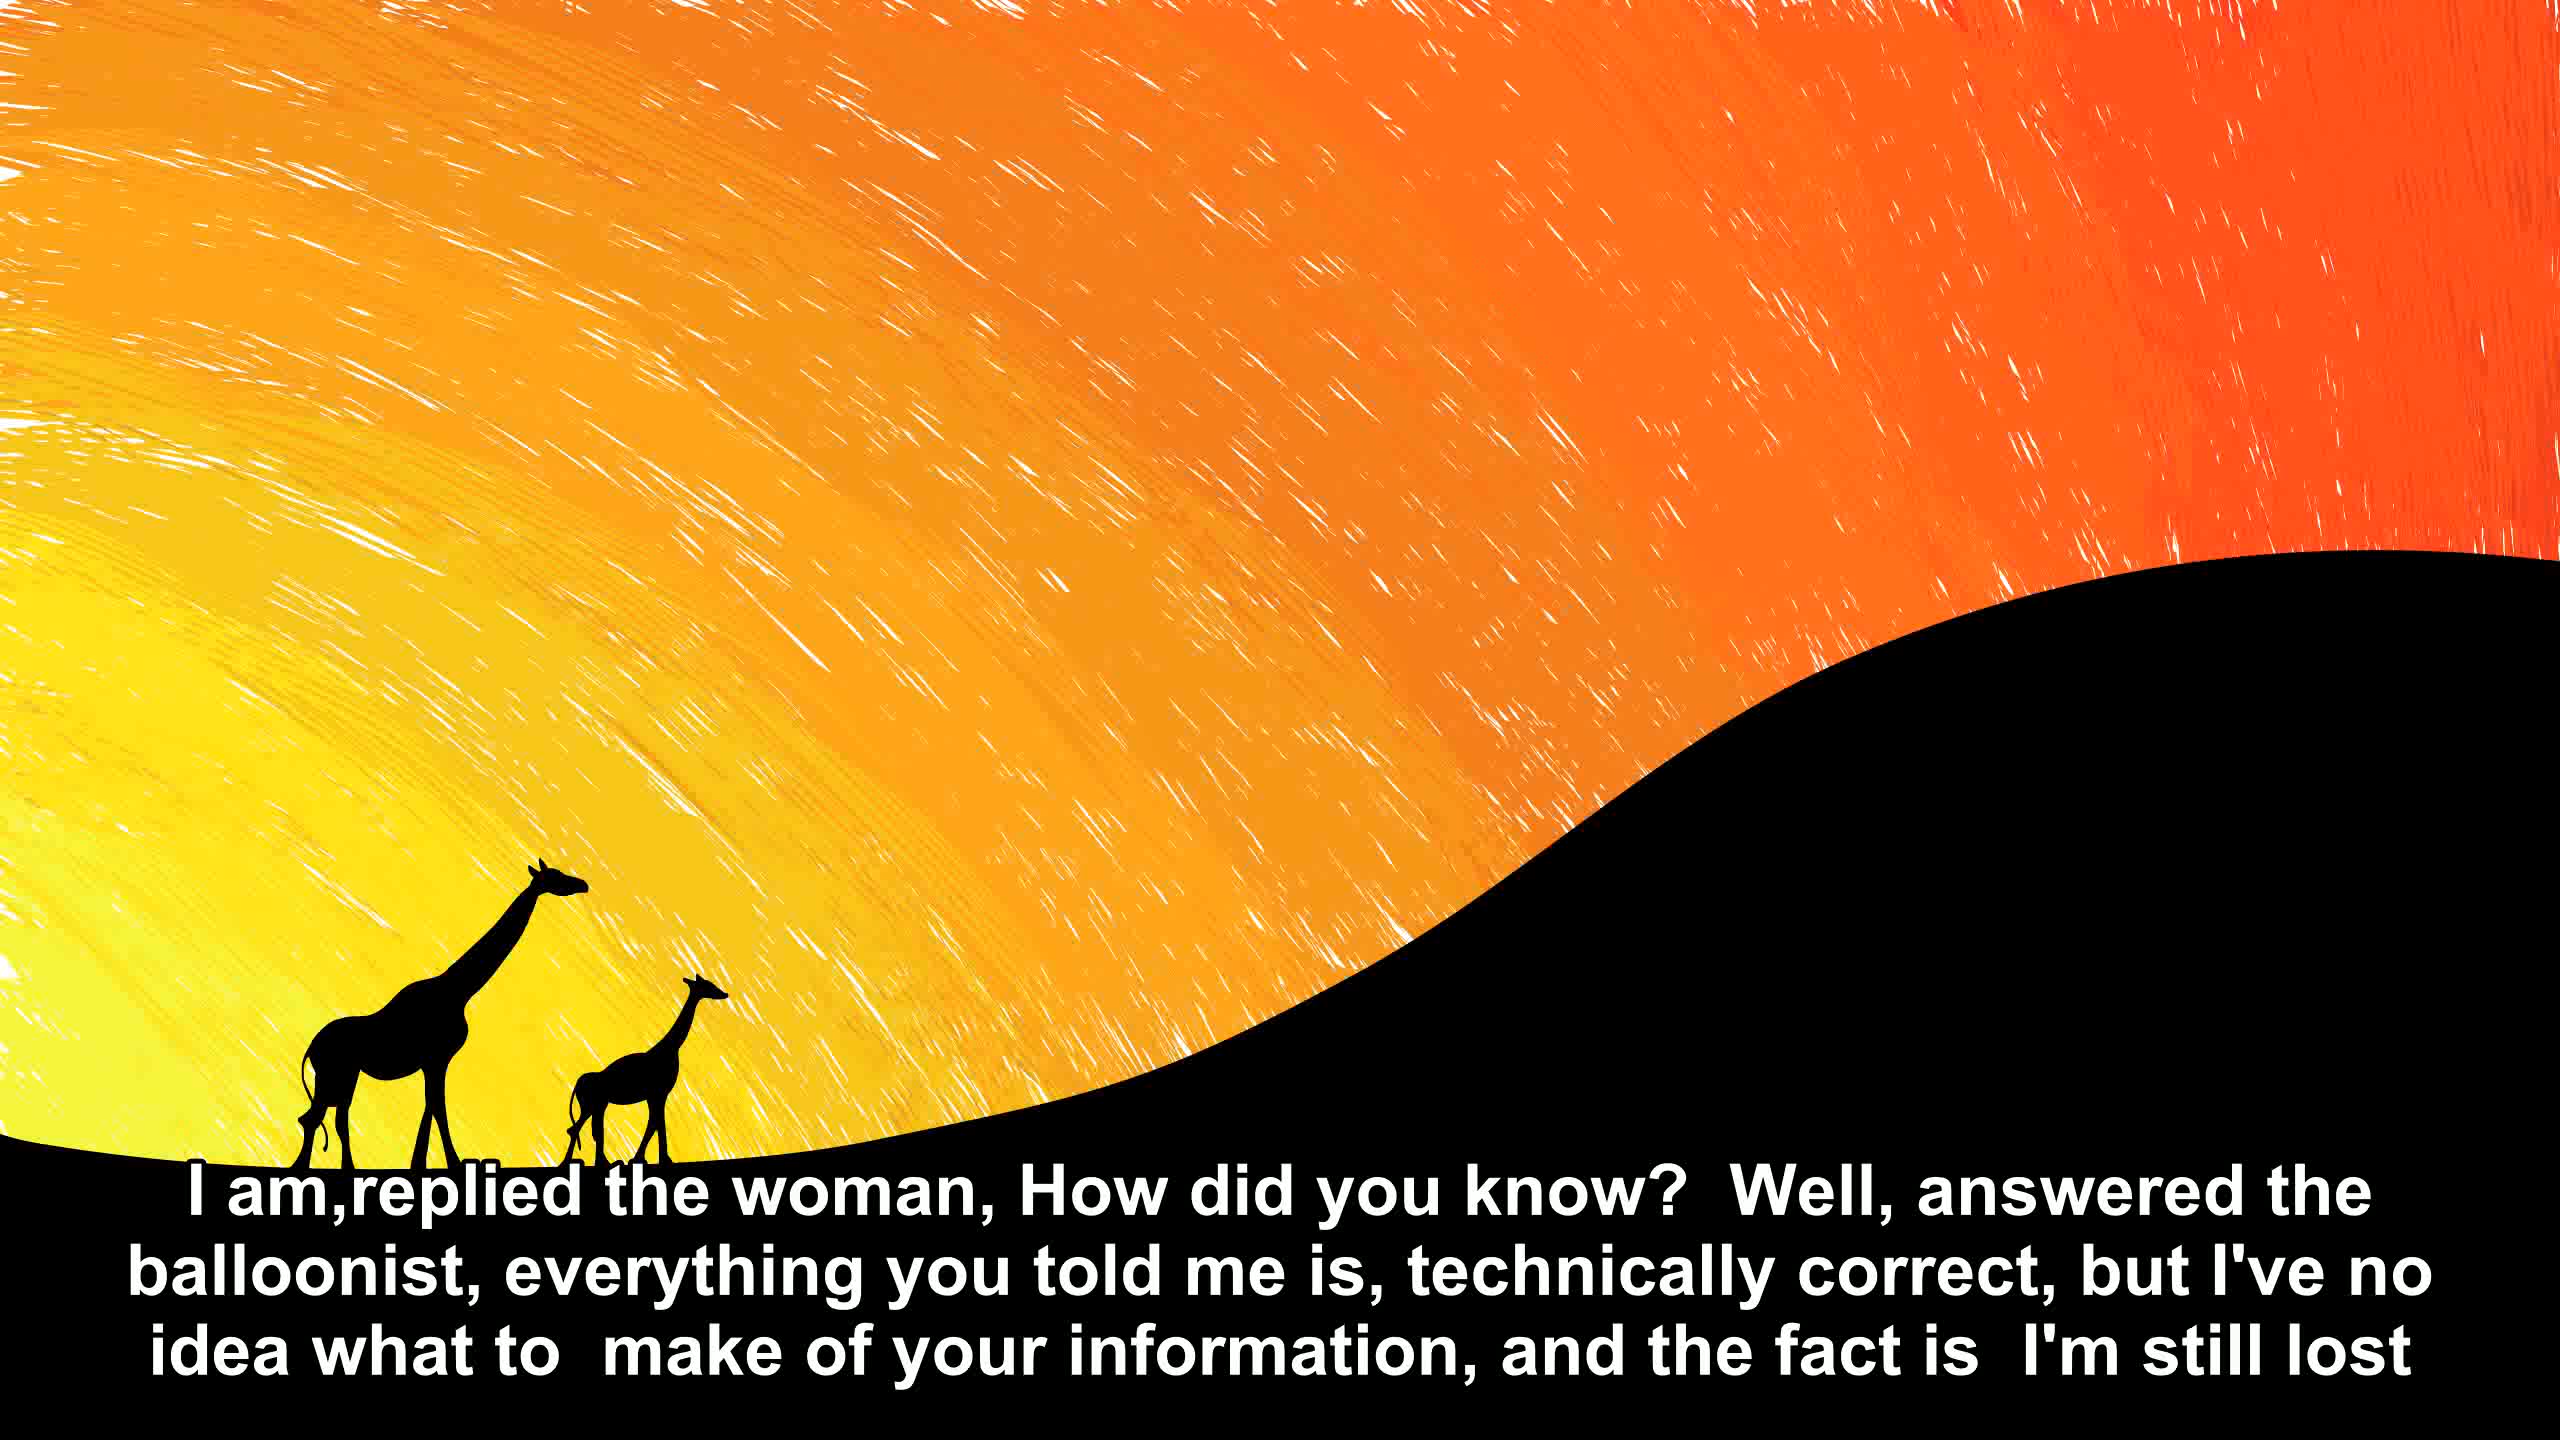 I am,replied the woman, How did you know?  Well, answered the
balloonist, everything you told me is, technically correct, but I've no
idea what to  make of your information, and the fact is  I'm still lost